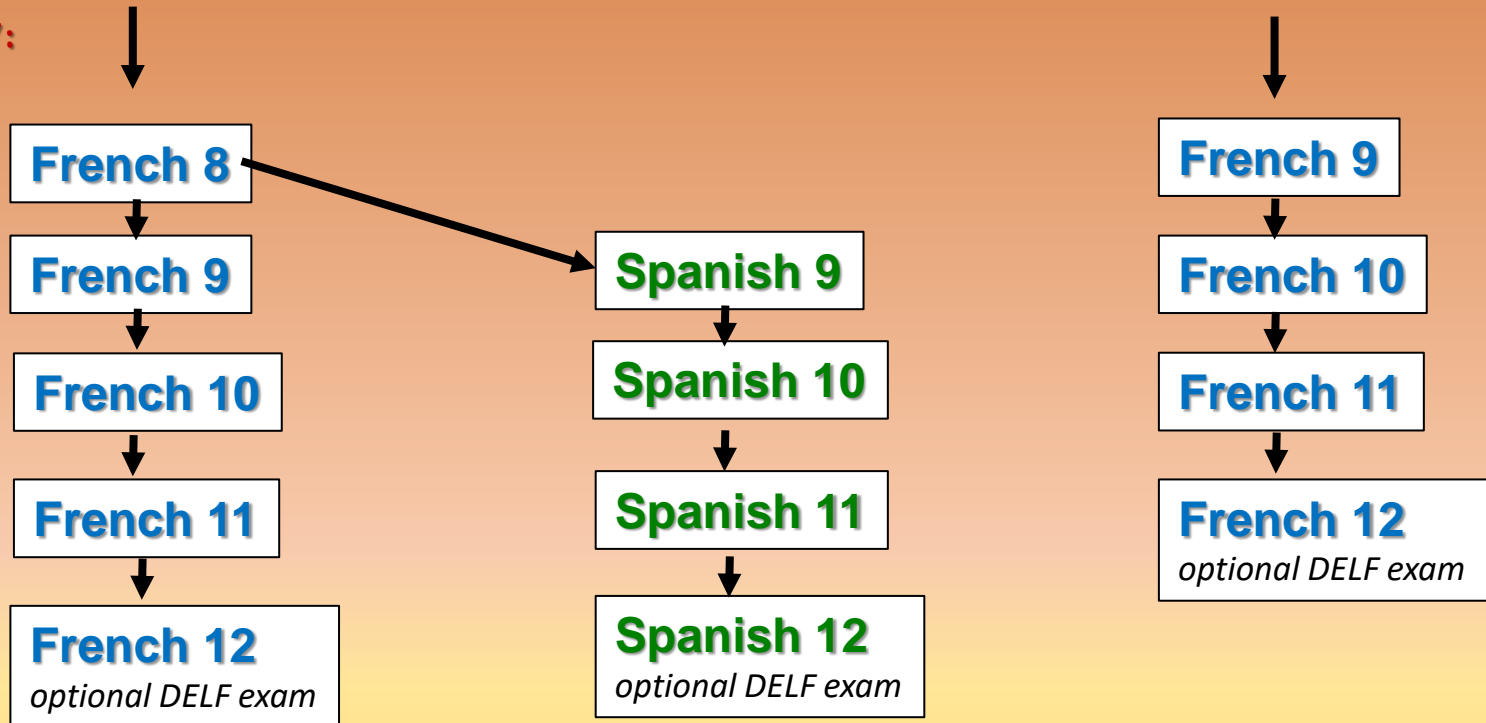 French 8
French 9
French 10
French 11
French 12
optional DELF exam
Spanish 9
Spanish 10
Spanish 11
Spanish 12
optional DELF exam
French 9
French 10
French 11
French 12
optional DELF exam